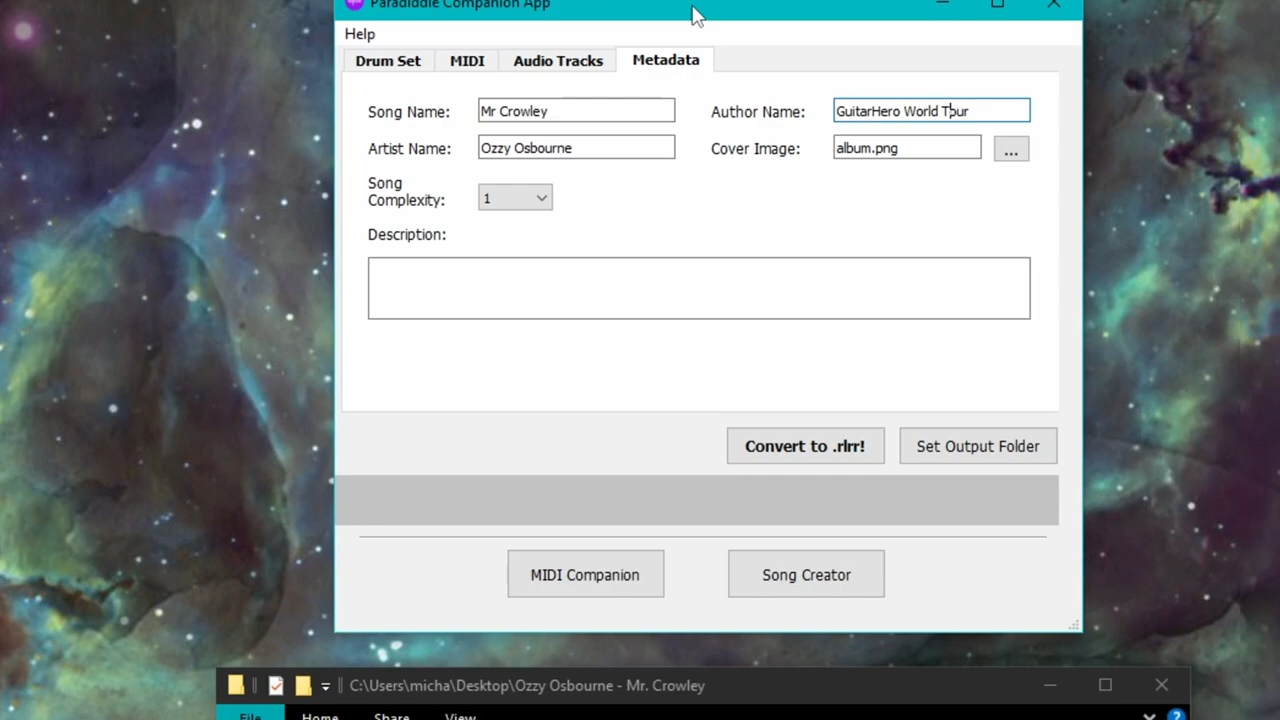 Paradiddle Companion App
Help
Drum Set MIDI Audio Tracks Metadata
Song Name: Mr Crowley Author Name: GuitarHero World Tour
Artist Name: Ozzy Osbourne Cover Image: album.png ...
Song
Complexity: 1
Description:
Convert to .rlrr! Set Output Folder
MIDI Companion Song Creator
C:\Users\micha\Desktop\Ozzy Osbourne - Mr. Crowley
File Home Share View